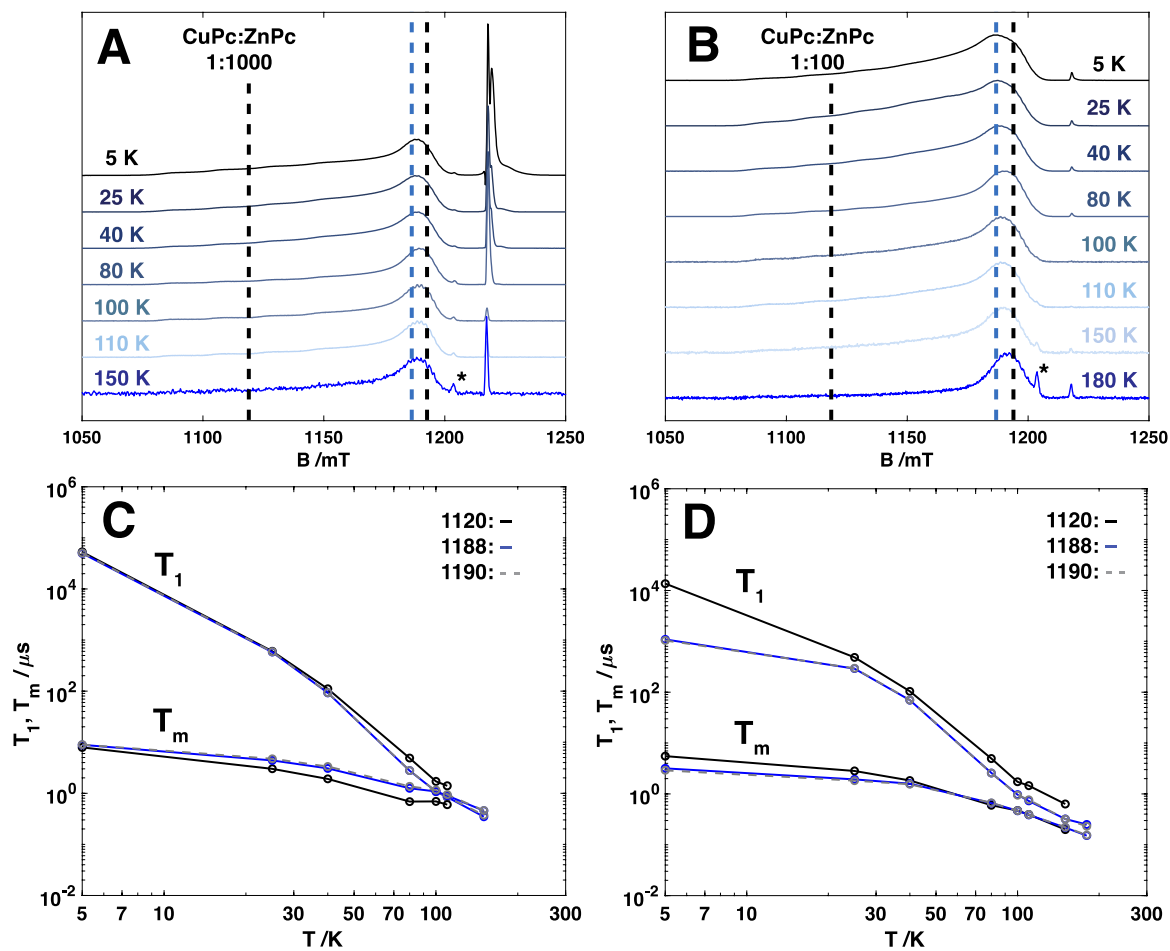 A
CuPc:ZnPc
1:1000
5 K
25 K
40 K
80 K
100 K
110 K
150 K
*
1050 1100 1150 1200 1250
B /mT
B
CuPc:ZnPc
1:100
5 K
25 K
40 K
80 K
100 K
110 K
150 K
180 K
*
1050 1100 1150 1200 1250
B /mT
C
1120:
1188:
1190:
T1
Tm
T1, Tm / μs
10^6
10^4
10^2
10^0
10^-2
5 7 10 30 50 70 100 300
T /K
D
1120:
1188:
1190:
T1
Tm
T1, Tm / μs
10^6
10^4
10^2
10^0
10^-2
5 7 10 30 50 70 100 300
T /K